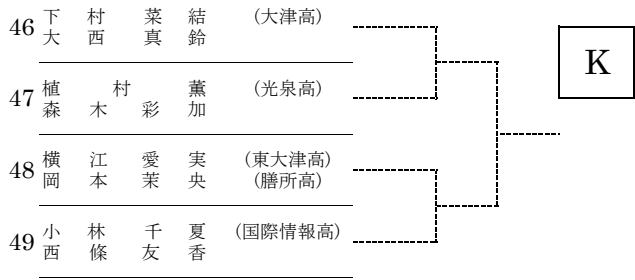 46 下村菜結 (大津高)
大西真鈴
K
47 植村薫 (光泉高)
森木彩加
48 横江愛実 (東大津高)
岡本茉央 (膳所高)
49 小林千夏 (国際情報高)
西條友香